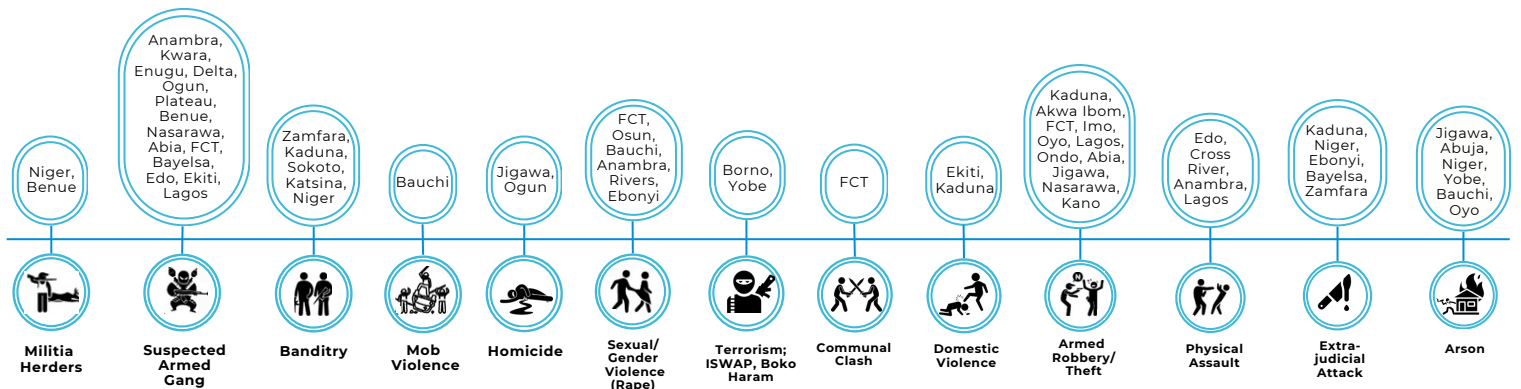 Niger,
Benue
Anambra,
Kwara,
Enugu, Delta,
Ogun,
Plateau,
Benue,
Nasarawa,
Abia, FCT,
Bayelsa,
Edo, Ekiti,
Lagos
Zamfara,
Kaduna,
Sokoto,
Katsina,
Niger
Bauchi
Jigawa,
Ogun
FCT,
Osun,
Bauchi,
Anambra,
Rivers,
Ebonyi
Borno,
Yobe
FCT
Ekiti,
Kaduna
Kaduna,
Akwa Ibom,
FCT, Imo,
Oyo, Lagos,
Ondo, Abia,
Jigawa,
Nasarawa,
Kano
Edo,
Cross
River,
Anambra,
Lagos
Kaduna,
Niger,
Ebonyi,
Bayelsa,
Zamfara
Jigawa,
Abuja,
Niger,
Yobe,
Bauchi,
Oyo
N
Militia
Herders
Suspected
Armed
Gang
Banditry
Mob
Violence
Homicide
Sexual/
Gender
Violence
(Rape)
Terrorism;
ISWAP, Boko
Haram
Communal
Clash
Domestic
Violence
Armed
Robbery/
Theft
Physical
Assault
Extra-
judicial
Attack
Arson